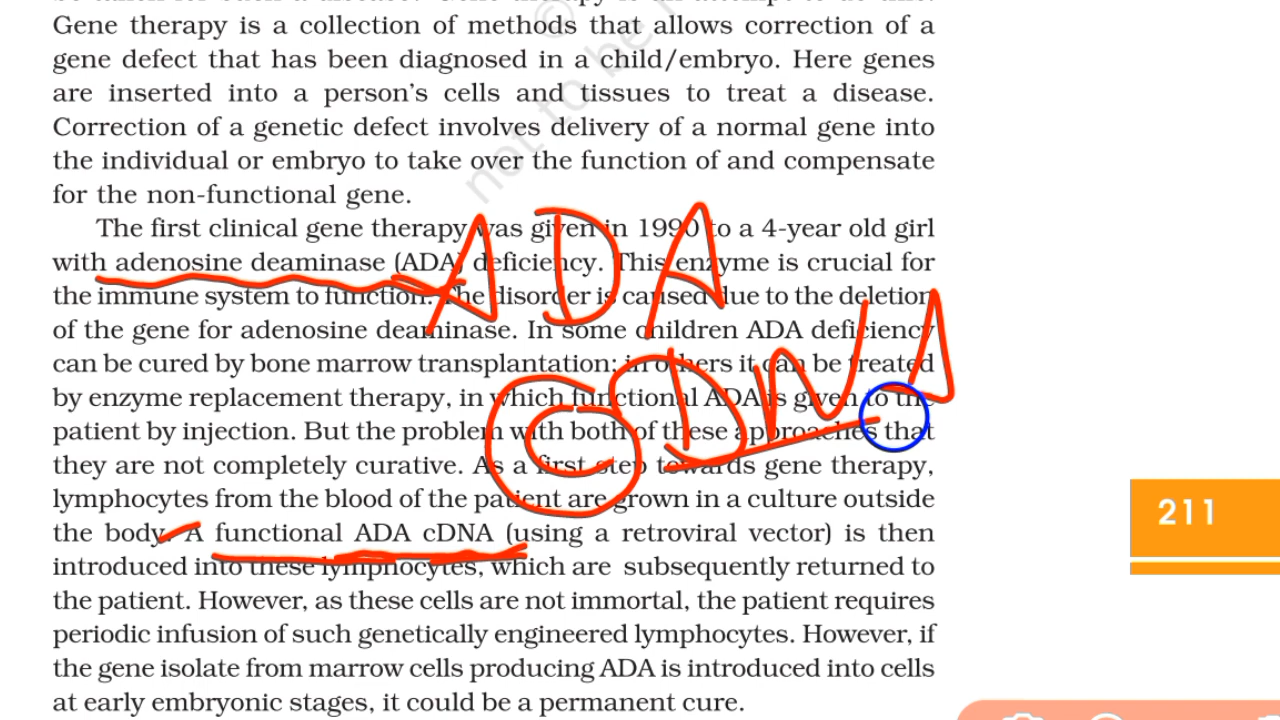 Gene therapy is a collection of methods that allows correction of a
gene defect that has been diagnosed in a child/embryo. Here genes
are inserted into a person's cells and tissues to treat a disease.
Correction of a genetic defect involves delivery of a normal gene into
the individual or embryo to take over the function of and compensate
for the non-functional gene.
The first clinical gene therapy was given in 1990 to a 4-year old girl
with adenosine deaminase (ADA) deficiency. This enzyme is crucial for
the immune system to function. The disorder is caused due to the deletion
of the gene for adenosine deaminase. In some children ADA deficiency
can be cured by bone marrow transplantation; in others it can be treated
by enzyme replacement therapy, in which functional ADA is given to the
patient by injection. But the problem with both of these approaches that
they are not completely curative. As a first step towards gene therapy,
lymphocytes from the blood of the patient are grown in a culture outside
the body. A functional ADA cDNA (using a retroviral vector) is then
introduced into these lymphocytes, which are subsequently returned to
the patient. However, as these cells are not immortal, the patient requires
periodic infusion of such genetically engineered lymphocytes. However, if
the gene isolate from marrow cells producing ADA is introduced into cells
at early embryonic stages, it could be a permanent cure.
ADA
CDNA
211
not to be